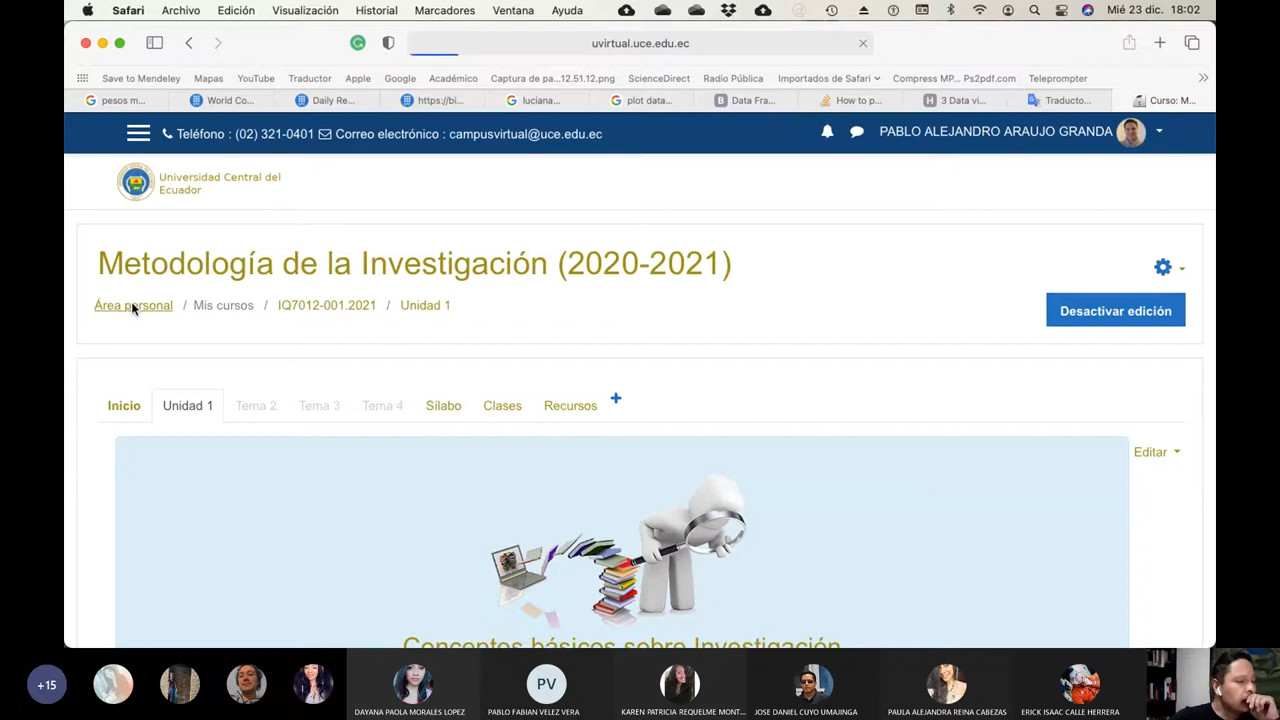 Safari Archivo Edición Visualización Historial Marcadores Ventana Ayuda Mié 23 dic. 18:02
uvirtual.uce.edu.ec
Save to Mendeley Mapas YouTube Traductor Apple Google Académico Captura de pa...12.51.12.png ScienceDirect Radio Pública Importados de Safari Compress MP... Ps2pdf.com Teleprompter
pesos m... World Co... Daily Re... https://bi... luciana... plot data... Data Fra... How to p... 3 Data vi... Traducto... Curso: M...
Teléfono : (02) 321-0401 Correo electrónico : campusvirtual@uce.edu.ec PABLO ALEJANDRO ARAUJO GRANDA
Universidad Central del
Ecuador
Metodología de la Investigación (2020-2021)
Área personal / Mis cursos / IQ7012-001.2021 / Unidad 1
Desactivar edición
Inicio Unidad 1 Tema 2 Tema 3 Tema 4 Sílabo Clases Recursos +
Editar
Conceptos básicos sobre Investigación
+15 PV
DAYANA PAOLA MORALES LOPEZ PABLO FABIAN VELEZ VERA KAREN PATRICIA REQUELME MONT... JOSE DANIEL CUYO UMAJINGA PAULA ALEJANDRA REINA CABEZAS ERICK ISAAC CALLE HERRERA